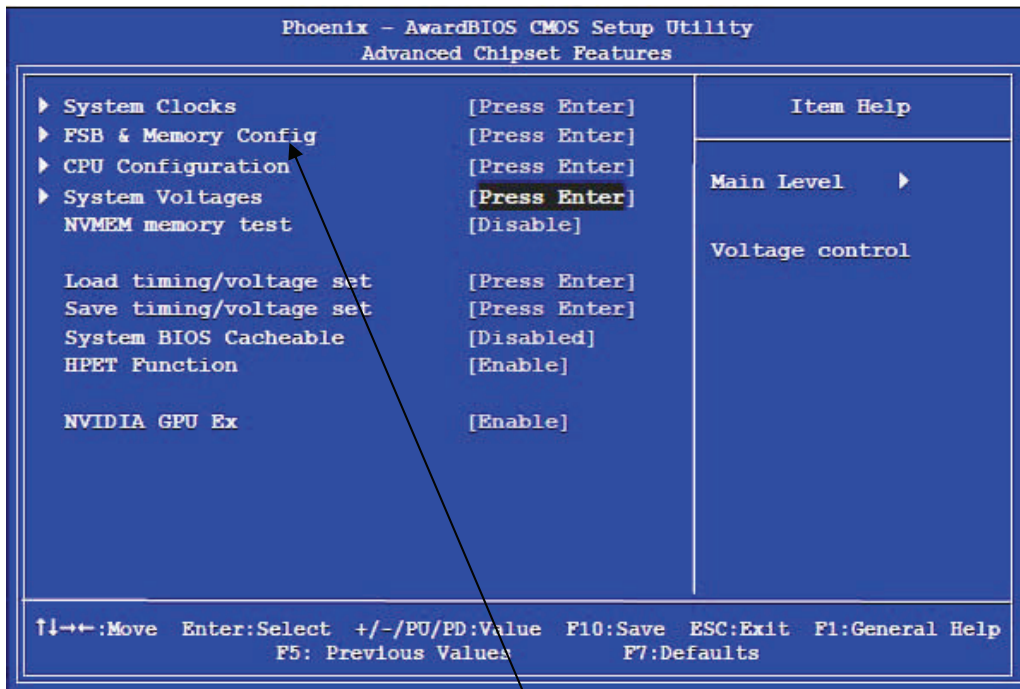 Phoenix – AwardBIOS CMOS Setup Utility
Advanced Chipset Features
System Clocks [Press Enter]
FSB & Memory Config [Press Enter]
CPU Configuration [Press Enter]
System Voltages [Press Enter]
NVMEM memory test [Disable]
Load timing/voltage set [Press Enter]
Save timing/voltage set [Press Enter]
System BIOS Cacheable [Disabled]
HPET Function [Enable]
NVIDIA GPU Ex [Enable]
Item Help
Main Level
Voltage control
↑↓→←:Move Enter:Select +/-/PU/PD:Value F10:Save ESC:Exit F1:General Help
F5: Previous Values F7:Defaults